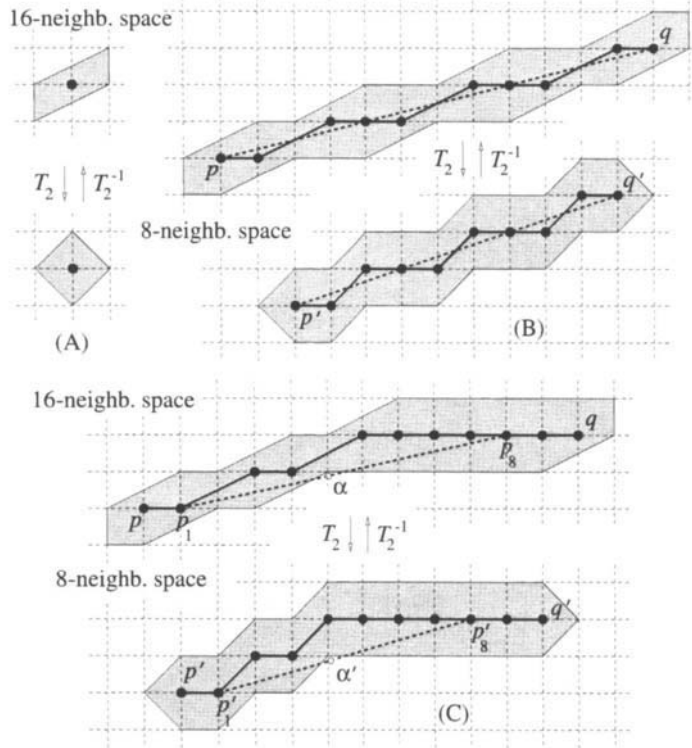 16-neighb. space
q
p
T₂ T₂⁻¹
T₂ T₂⁻¹
q'
8-neighb. space
p'
(A)
(B)
16-neighb. space
q
p₈
α
p
p₁
T₂ T₂⁻¹
8-neighb. space
q'
p'
p'₈
α'
p'₁
(C)